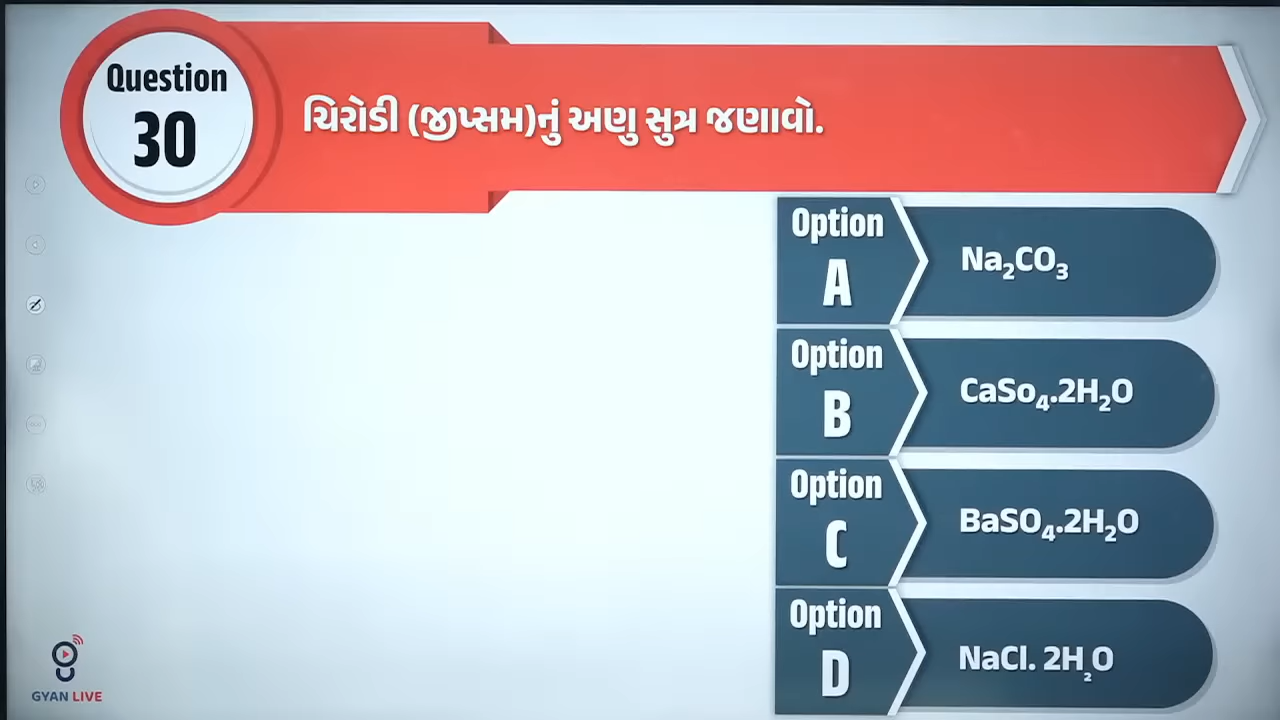 Question
30
ચિરોડી (જીપ્સમ)નું અણુ સુત્ર જણાવો.
Option
A
Na₂CO₃
Option
B
CaSo₄.2H₂O
Option
C
BaSO₄.2H₂O
Option
D
NaCl. 2H₂O
GYAN LIVE